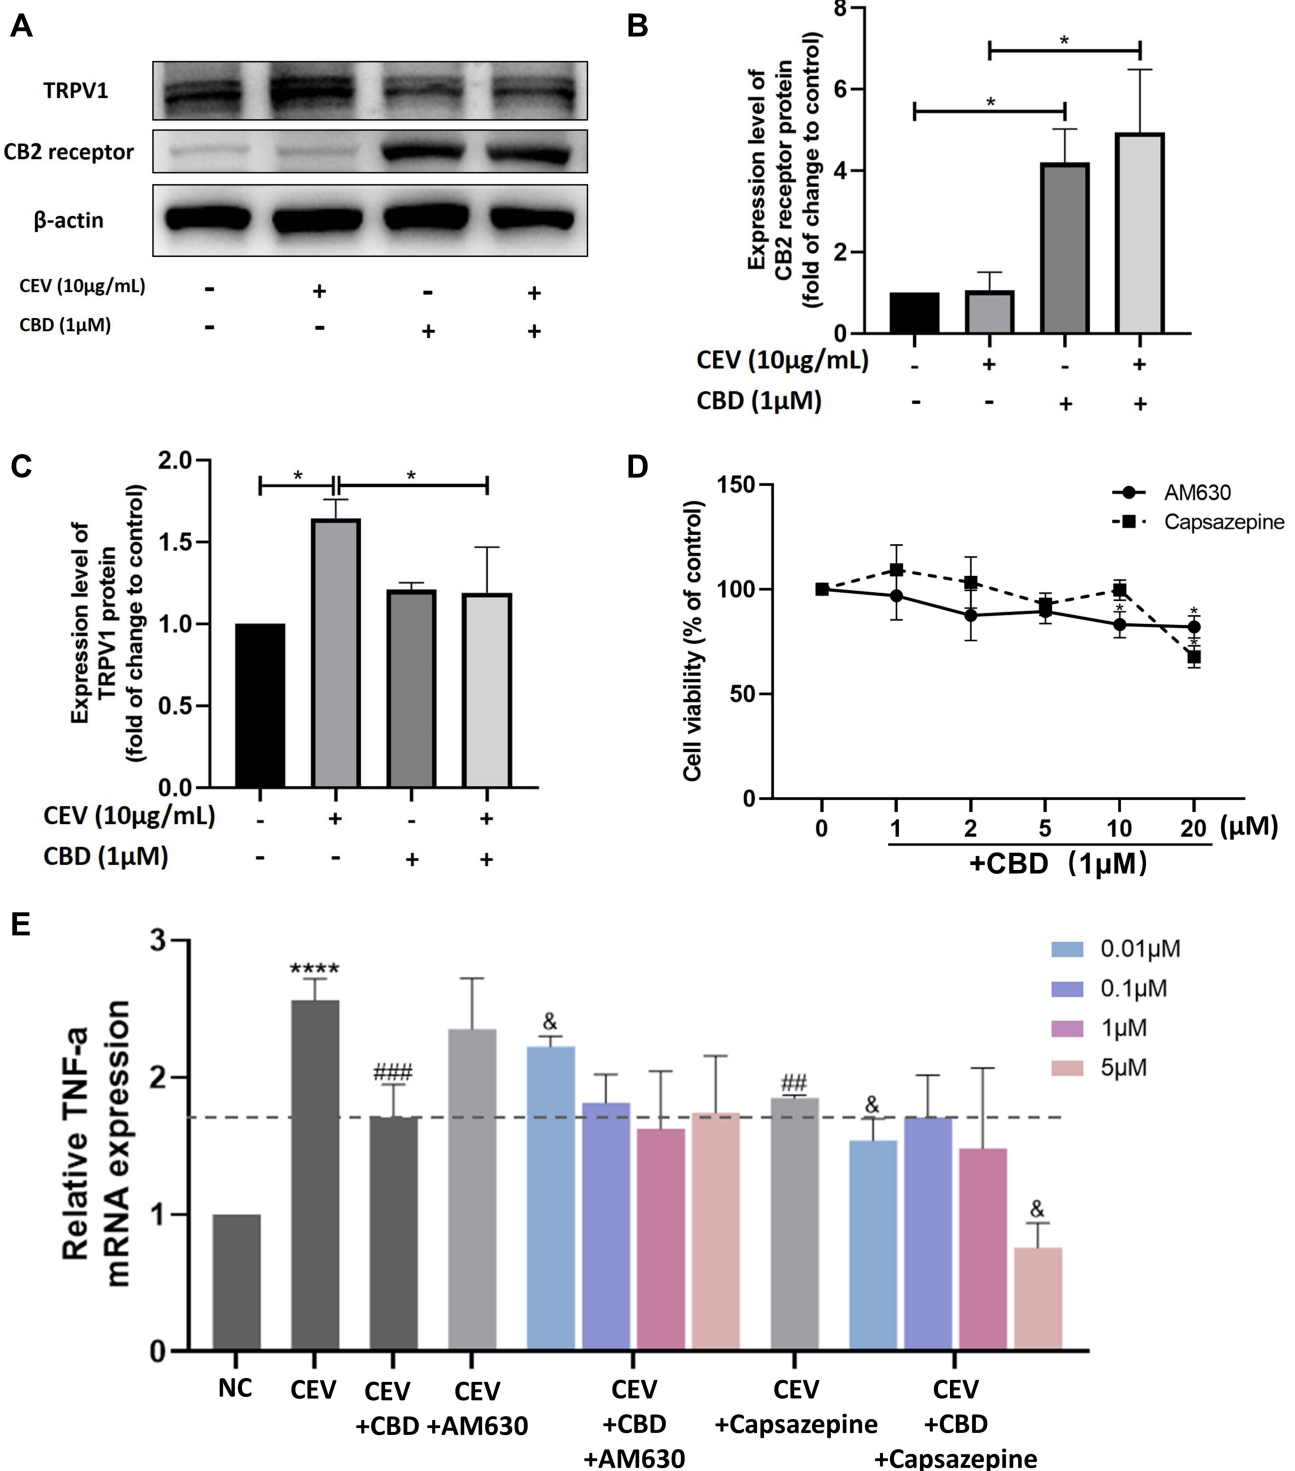 A
TRPV1
CB2 receptor
β-actin
CEV (10μg/mL) - + - +
CBD (1μM) - - + +
B
Expression level of
CB2 receptor protein
(fold of change to control)
8
6
4
2
0
*
*
CEV (10μg/mL) - + - +
CBD (1μM) - - + +
C
Expression level of
TRPV1 protein
(fold of change to control)
2.0
1.5
1.0
0.5
0.0
* *
CEV (10μg/mL) - + - +
CBD (1μM) - - + +
D
Cell viability (% of control)
150
100
50
0
AM630
Capsazepine
* *
*
0 1 2 5 10 20 (μM)
+CBD (1μM)
E
Relative TNF-a
mRNA expression
3
2
1
0
****
###
&
##
&
&
0.01μM
0.1μM
1μM
5μM
NC
CEV
CEV
+CBD
CEV
+AM630
CEV
+CBD
+AM630
CEV
+Capsazepine
CEV
+CBD
+Capsazepine